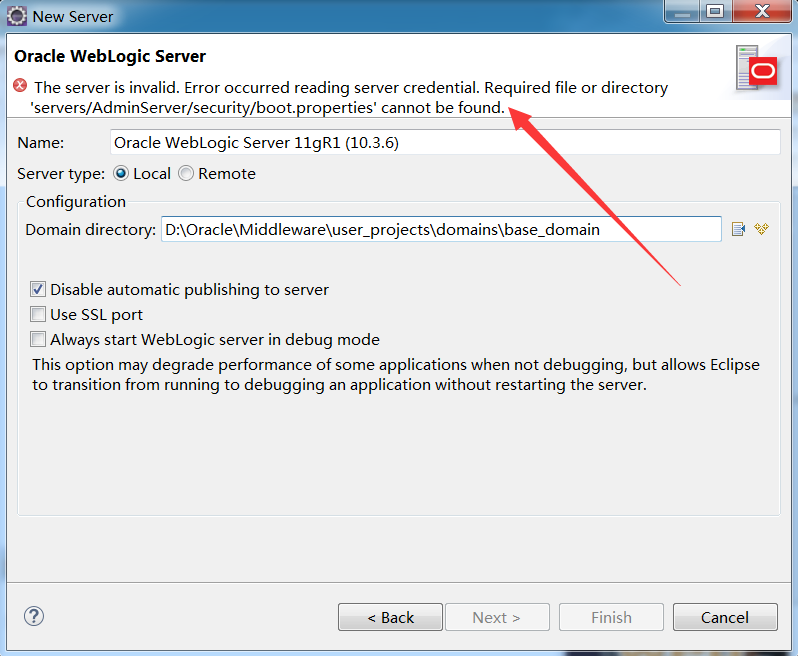 New Server
Oracle WebLogic Server
The server is invalid. Error occurred reading server credential. Required file or directory
'servers/AdminServer/security/boot.properties' cannot be found.
Name: Oracle WebLogic Server 11gR1 (10.3.6)
Server type: Local Remote
Configuration
Domain directory: D:\Oracle\Middleware\user_projects\domains\base_domain
Disable automatic publishing to server
Use SSL port
Always start WebLogic server in debug mode
This option may degrade performance of some applications when not debugging, but allows Eclipse
to transition from running to debugging an application without restarting the server.
< Back Next > Finish Cancel